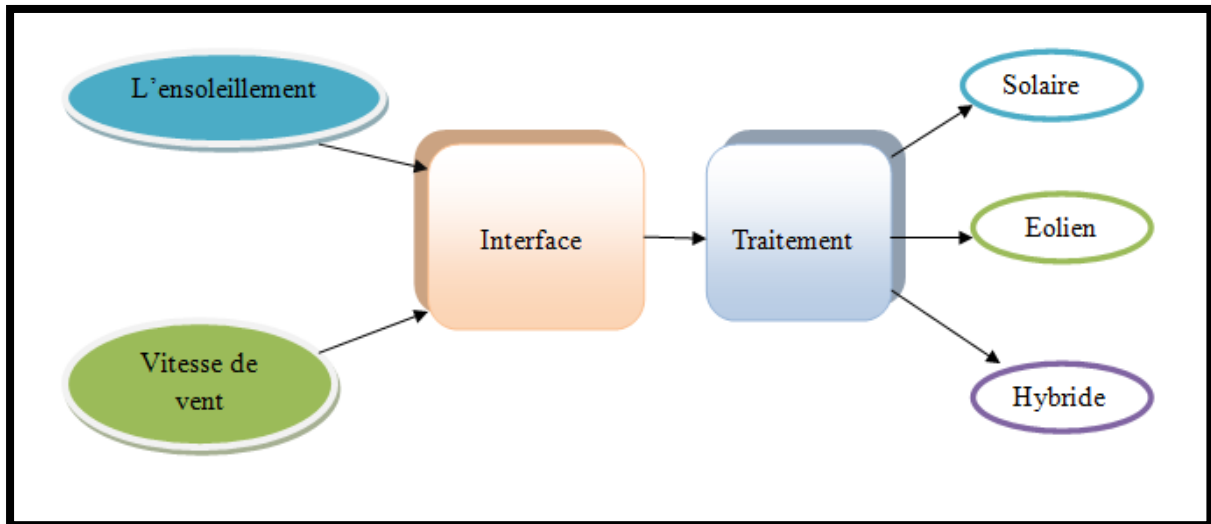 L'ensoleillement
Solaire
Interface
Traitement
Eolien
Vitesse de
vent
Hybride